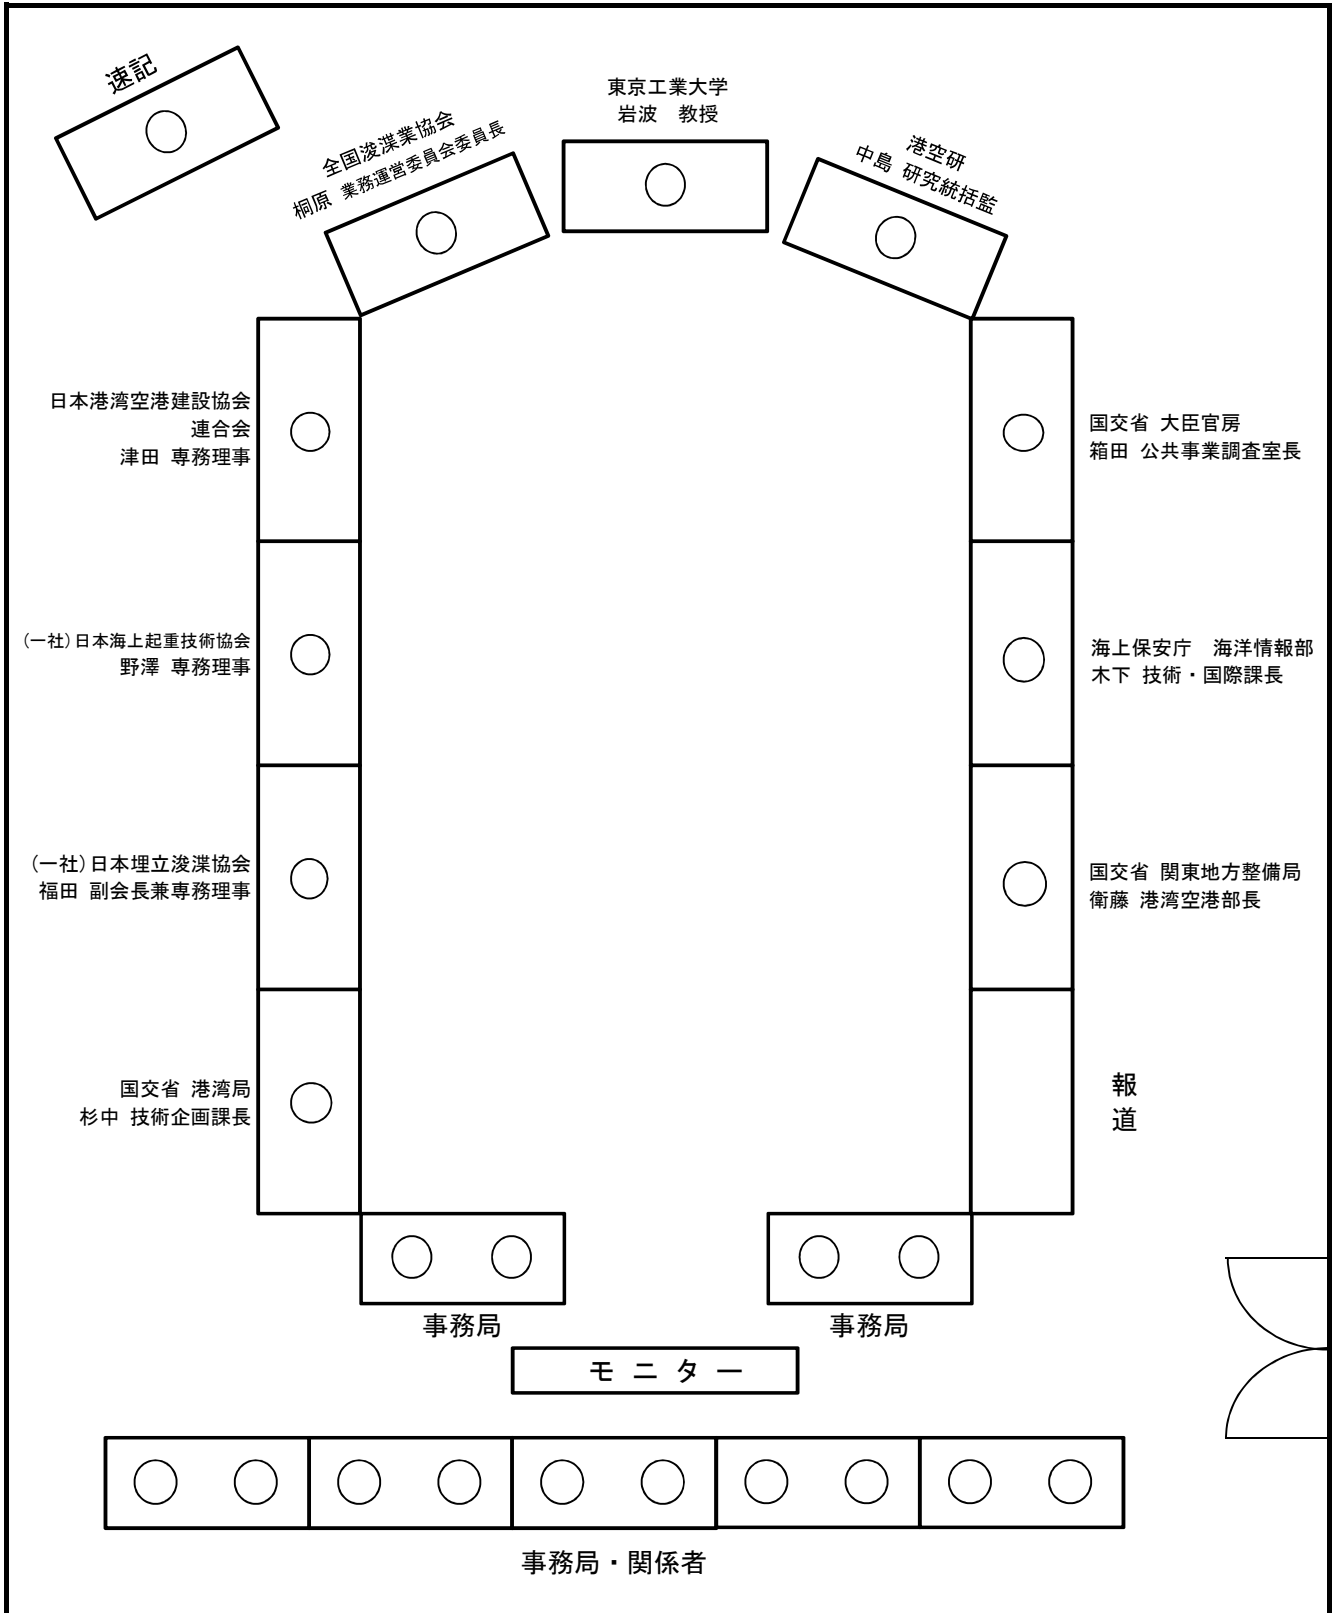 速記
東京工業大学
岩波　教授
全国浚渫業協会
桐原 業務運営委員会委員長
港空研
中島 研究統括監
日本港湾空港建設協会
連合会
津田 専務理事
国交省 大臣官房
箱田 公共事業調査室長
(一社)日本海上起重技術協会
野澤 専務理事
海上保安庁　海洋情報部
木下 技術・国際課長
(一社)日本埋立浚渫協会
福田 副会長兼専務理事
国交省 関東地方整備局
衛藤 港湾空港部長
国交省 港湾局
杉中 技術企画課長
報
道
事務局
事務局
モニター
事務局・関係者